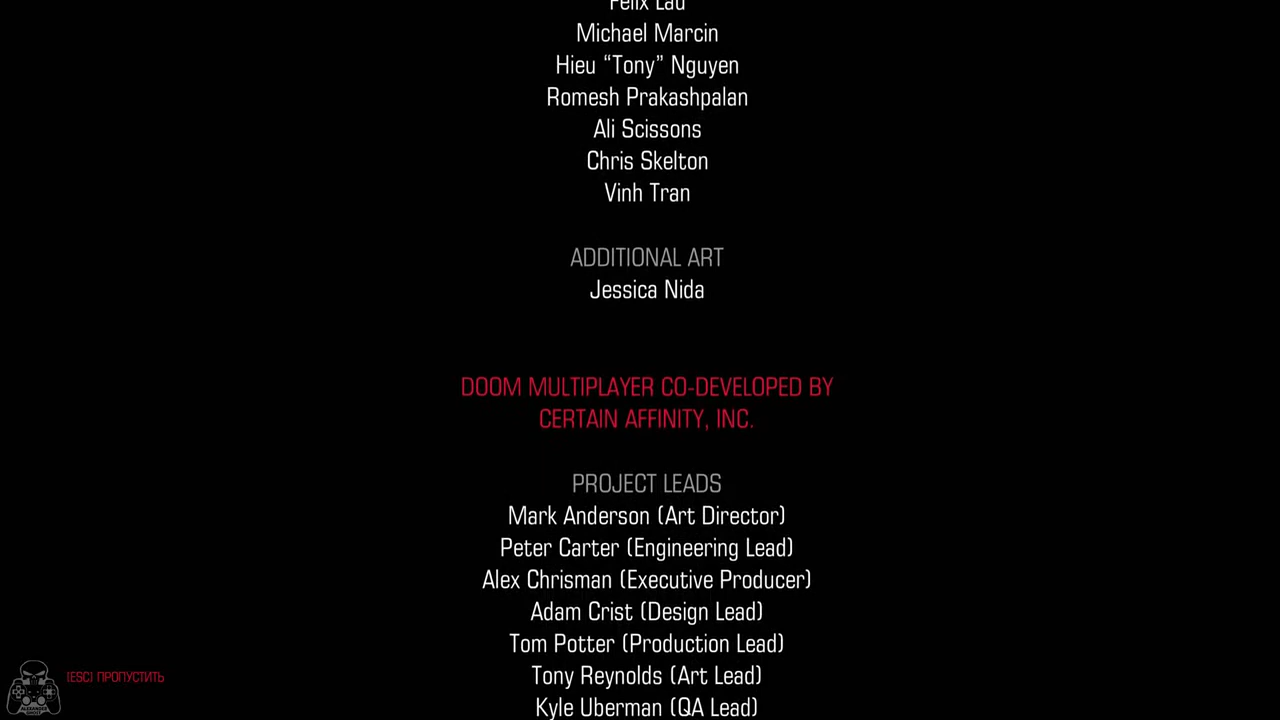 Felix Lau
Michael Marcin
Hieu “Tony” Nguyen
Romesh Prakashpalan
Ali Scissons
Chris Skelton
Vinh Tran
ADDITIONAL ART
Jessica Nida
DOOM MULTIPLAYER CO-DEVELOPED BY
CERTAIN AFFINITY, INC.
PROJECT LEADS
Mark Anderson (Art Director)
Peter Carter (Engineering Lead)
Alex Chrisman (Executive Producer)
Adam Crist (Design Lead)
Tom Potter (Production Lead)
Tony Reynolds (Art Lead)
Kyle Uberman (QA Lead)
[ESC] ПРОПУСТИТЬ